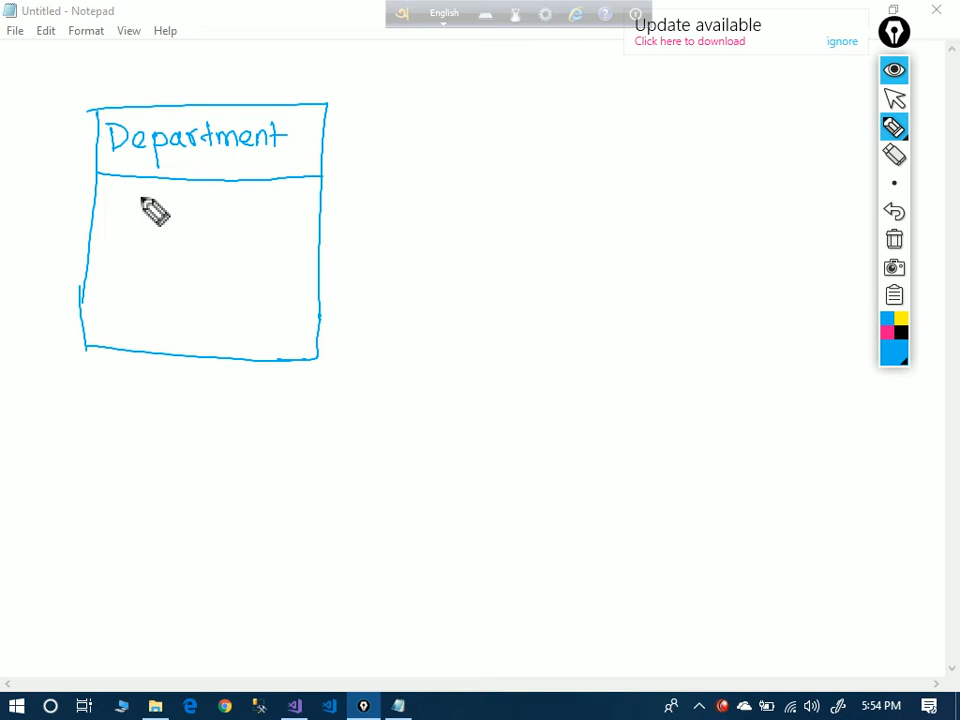 Untitled - Notepad
English
Update available
Click here to download
ignore
File Edit Format View Help
Department
5:54 PM